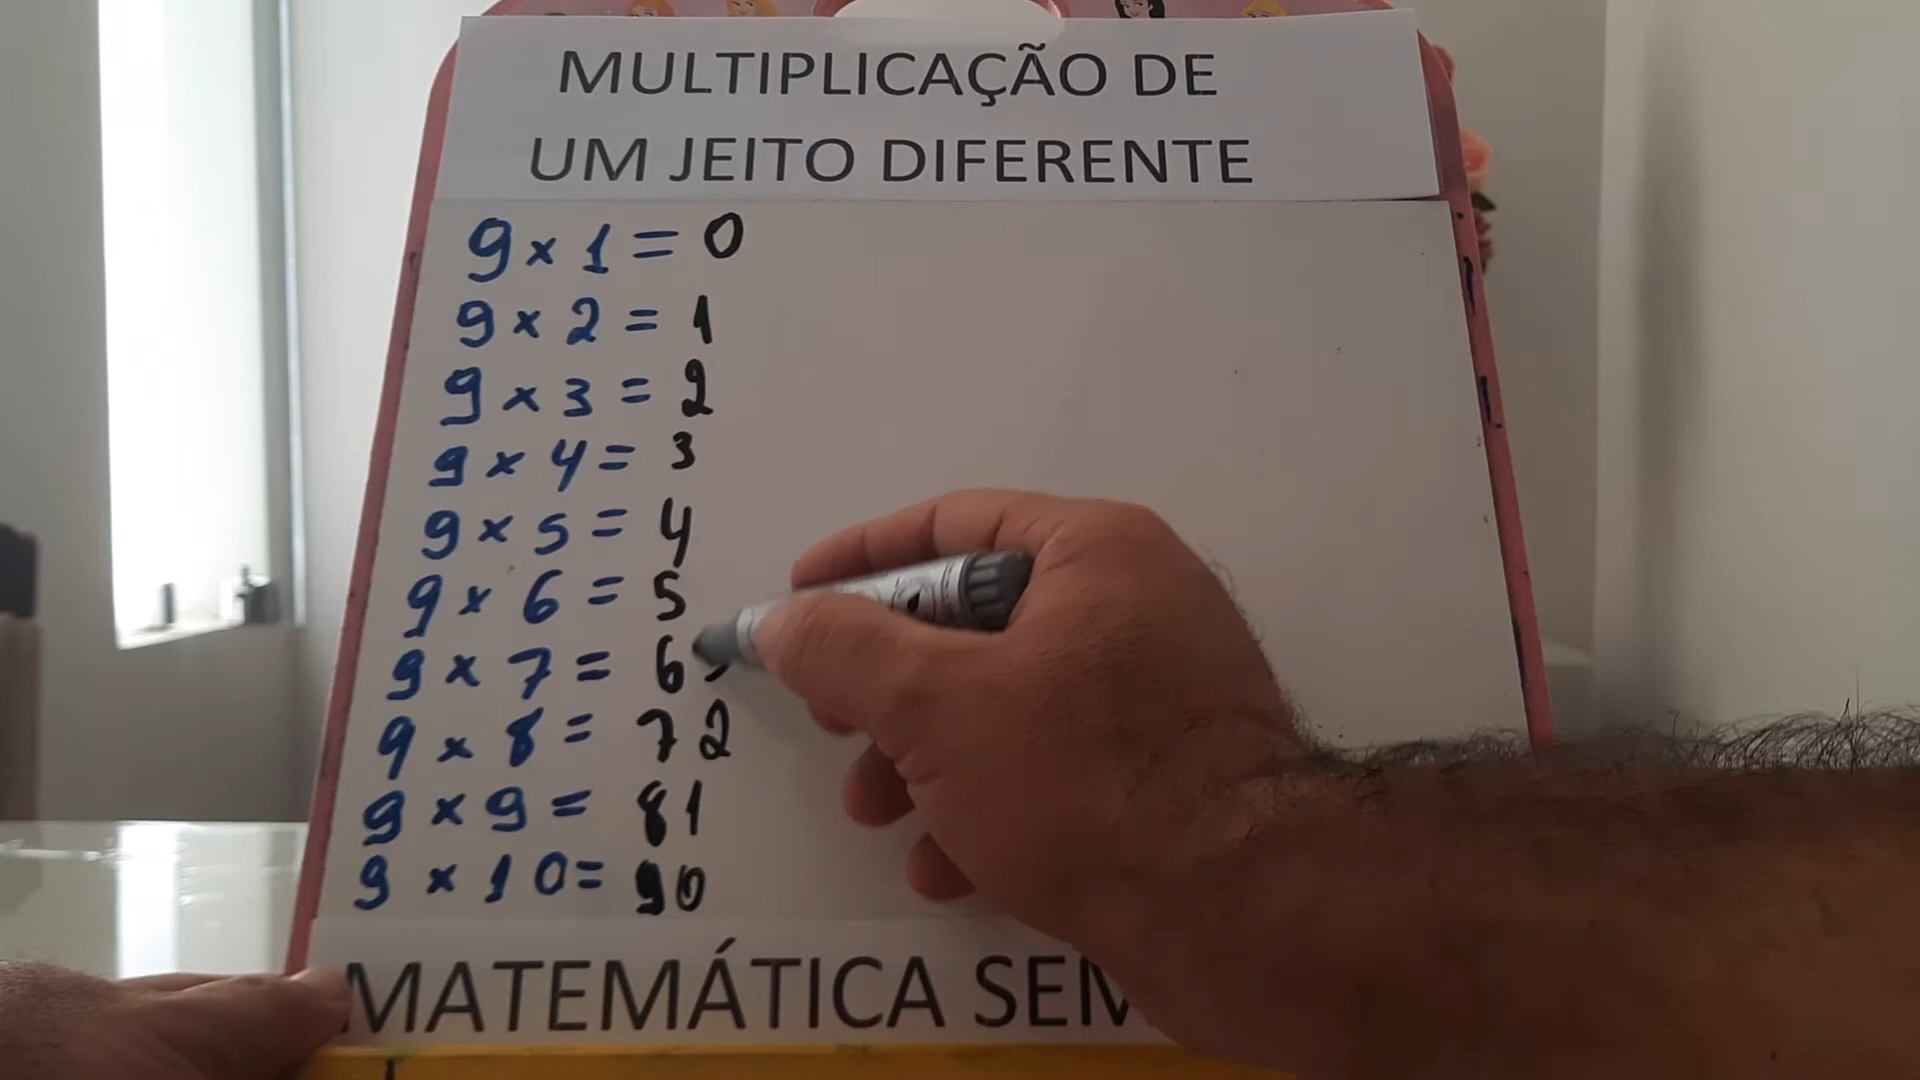 MULTIPLICAÇÃO DE
UM JEITO DIFERENTE
9 × 1 = 0
9 × 2 = 1
9 × 3 = 2
9 × 4 = 3
9 × 5 = 4
9 × 6 = 5
9 × 7 = 6
9 × 8 = 72
9 × 9 = 81
9 × 10 = 90
MATEMÁTICA SEM